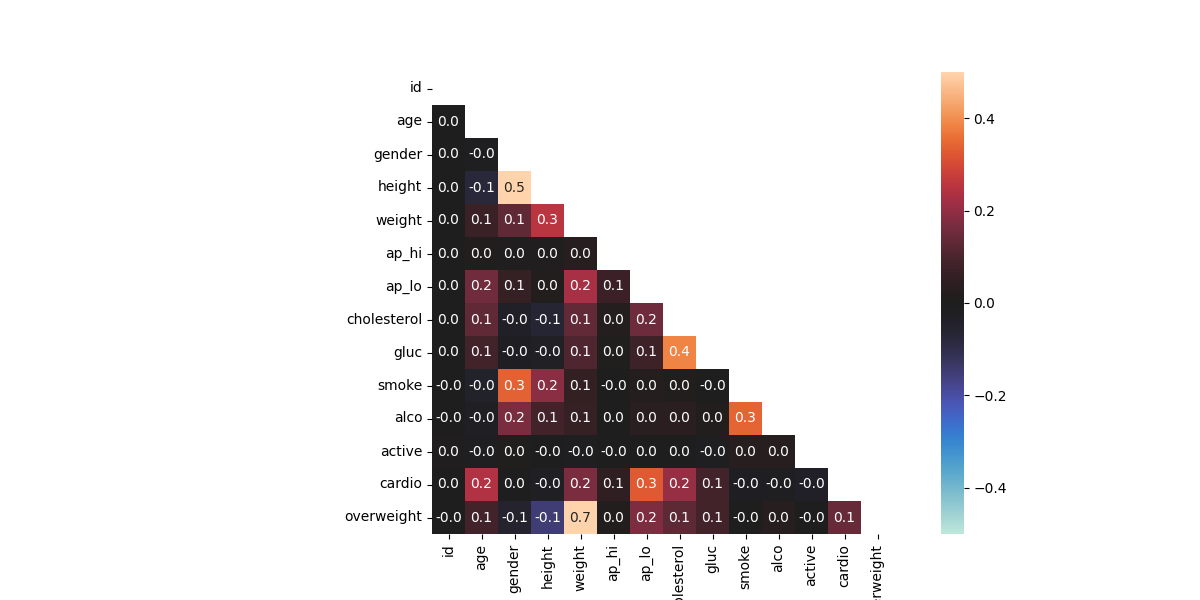 id
age 0.0
gender 0.0 -0.0
height 0.0 -0.1 0.5
weight 0.0 0.1 0.1 0.3
ap_hi 0.0 0.0 0.0 0.0 0.0
ap_lo 0.0 0.2 0.1 0.0 0.2 0.1
cholesterol 0.0 0.1 -0.0 -0.1 0.1 0.0 0.2
gluc 0.0 0.1 -0.0 -0.0 0.1 0.0 0.1 0.4
smoke -0.0 -0.0 0.3 0.2 0.1 -0.0 0.0 0.0 -0.0
alco -0.0 -0.0 0.2 0.1 0.1 0.0 0.0 0.0 0.0 0.3
active 0.0 -0.0 0.0 -0.0 -0.0 -0.0 0.0 0.0 -0.0 0.0 0.0
cardio 0.0 0.2 0.0 -0.0 0.2 0.1 0.3 0.2 0.1 -0.0 -0.0 -0.0
overweight -0.0 0.1 -0.1 -0.1 0.7 0.0 0.2 0.1 0.1 -0.0 0.0 -0.0 0.1
id age gender height weight ap_hi ap_lo olesterol gluc smoke alco active cardio erweight
0.4
0.2
0.0
−0.2
−0.4